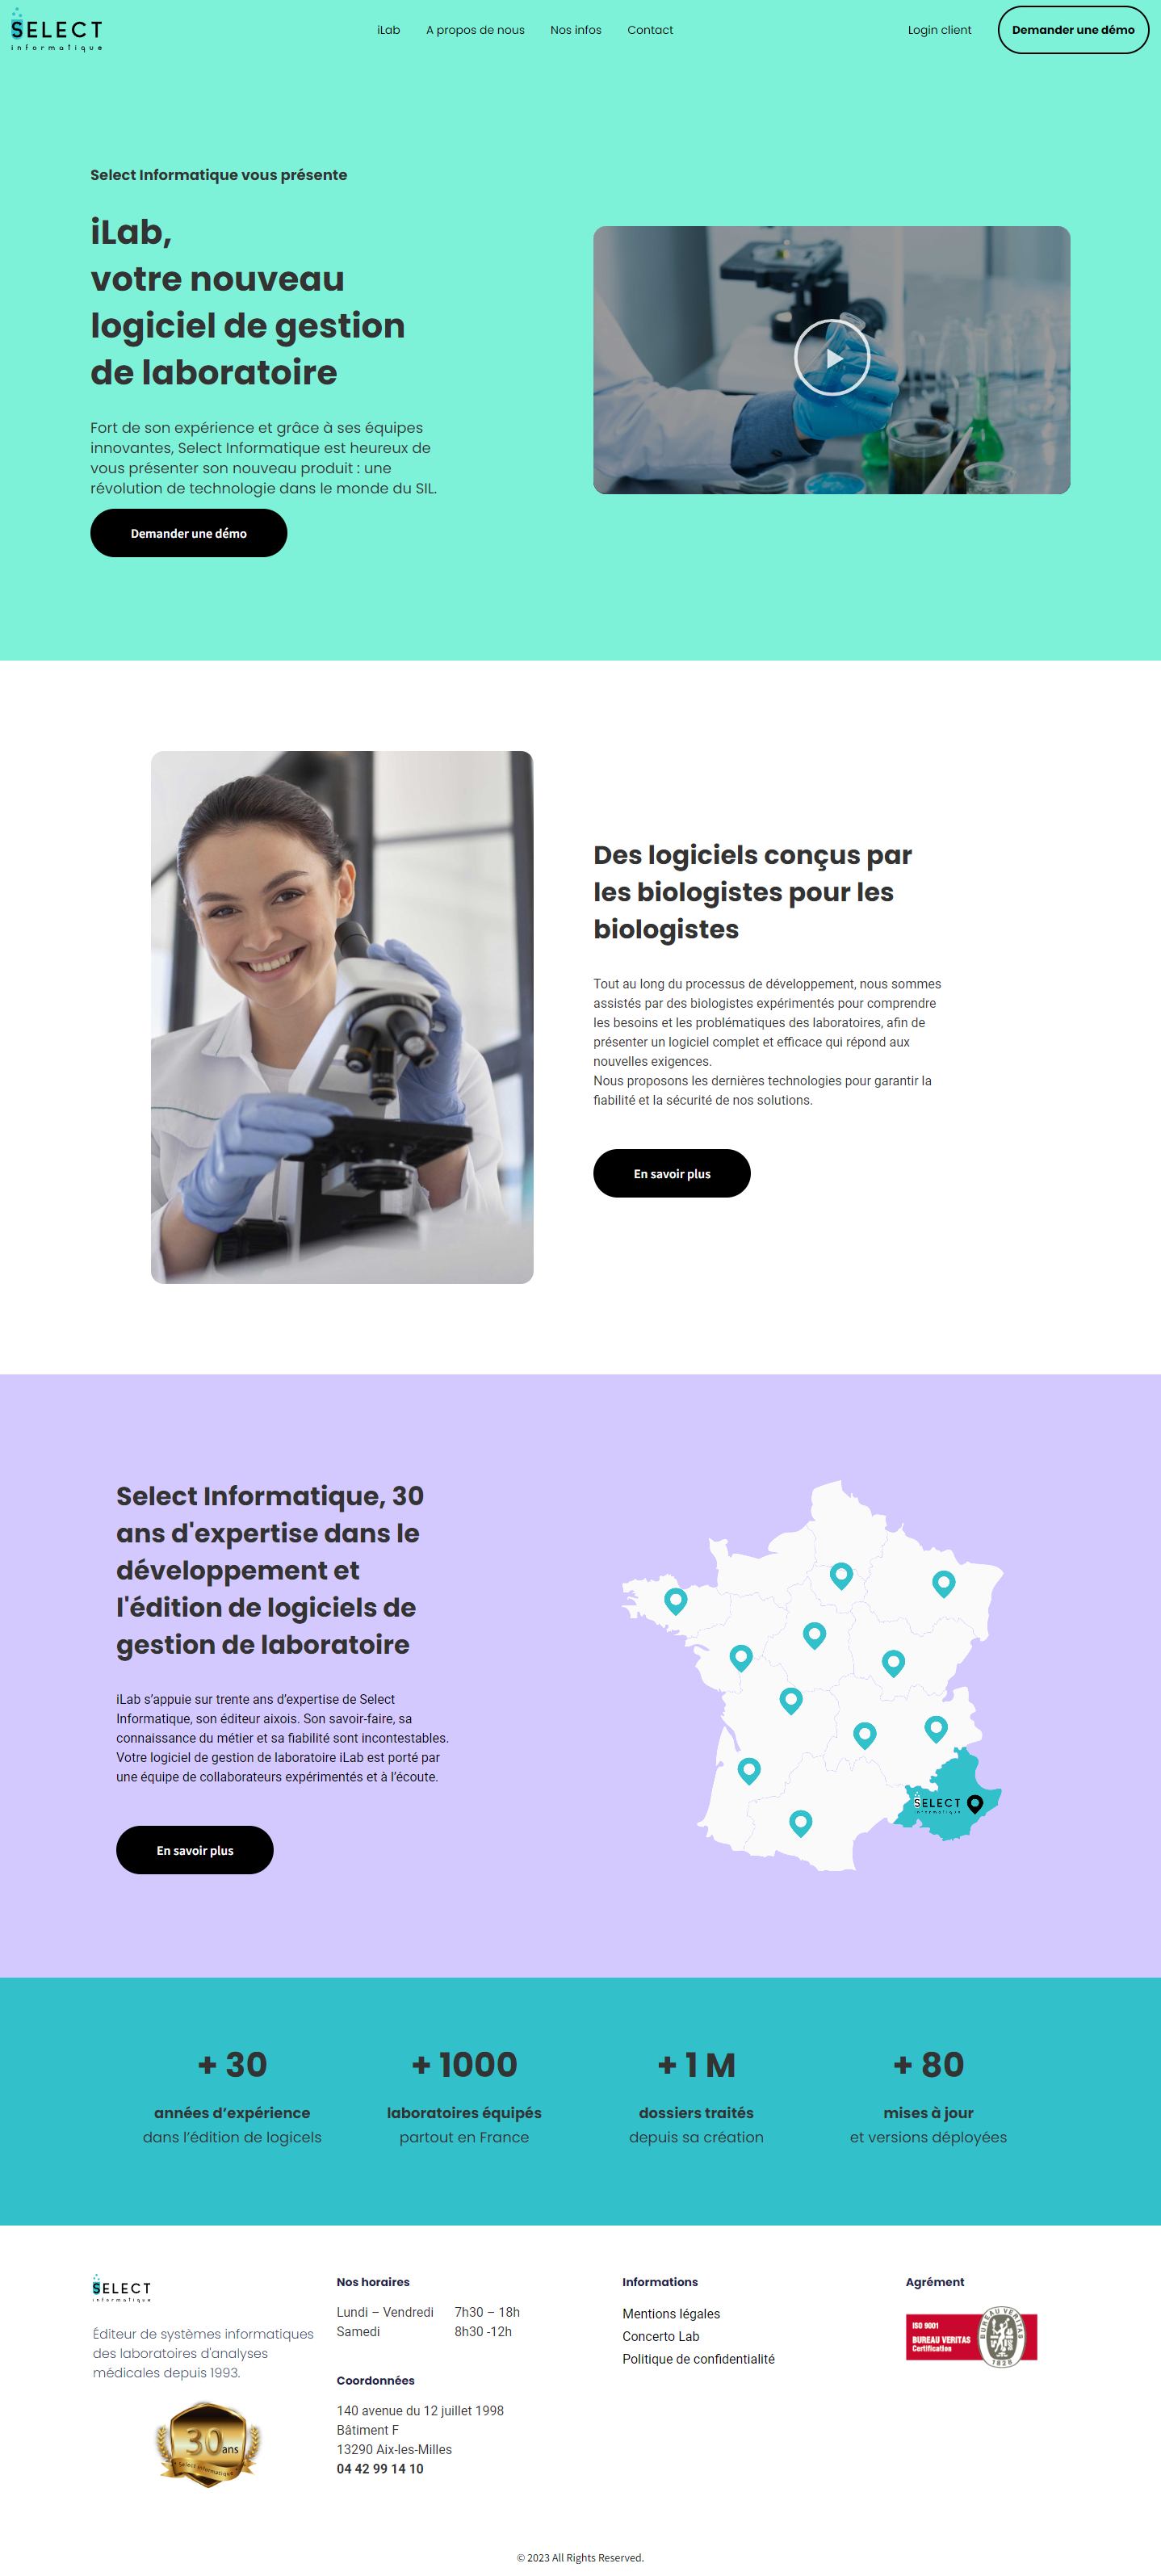 SELECT
informatique
iLab
A propos de nous
Nos infos
Contact
Login client
Demander une démo
Select Informatique vous présente
iLab,
votre nouveau
logiciel de gestion
de laboratoire
Fort de son expérience et grâce à ses équipes
innovantes, Select Informatique est heureux de
vous présenter son nouveau produit : une
révolution de technologie dans le monde du SIL.
Demander une démo
Des logiciels conçus par
les biologistes pour les
biologistes
Tout au long du processus de développement, nous sommes
assistés par des biologistes expérimentés pour comprendre
les besoins et les problématiques des laboratoires, afin de
présenter un logiciel complet et efficace qui répond aux
nouvelles exigences.
Nous proposons les dernières technologies pour garantir la
fiabilité et la sécurité de nos solutions.
En savoir plus
Select Informatique, 30
ans d'expertise dans le
développement et
l'édition de logiciels de
gestion de laboratoire
iLab s’appuie sur trente ans d’expertise de Select
Informatique, son éditeur aixois. Son savoir-faire, sa
connaissance du métier et sa fiabilité sont incontestables.
Votre logiciel de gestion de laboratoire iLab est porté par
une équipe de collaborateurs expérimentés et à l’écoute.
En savoir plus
SELECT
informatique
+ 30
années d’expérience
dans l’édition de logicels
+ 1000
laboratoires équipés
partout en France
+ 1 M
dossiers traités
depuis sa création
+ 80
mises à jour
et versions déployées
SELECT
informatique
Éditeur de systèmes informatiques
des laboratoires d'analyses
médicales depuis 1993.
30 ans
Select Informatique
Nos horaires
Lundi – Vendredi 7h30 – 18h
Samedi 8h30 -12h
Coordonnées
140 avenue du 12 juillet 1998
Bâtiment F
13290 Aix-les-Milles
04 42 99 14 10
Informations
Mentions légales
Concerto Lab
Politique de confidentialité
Agrément
ISO 9001
BUREAU VERITAS
Certification
BUREAU VERITAS
1828
© 2023 All Rights Reserved.